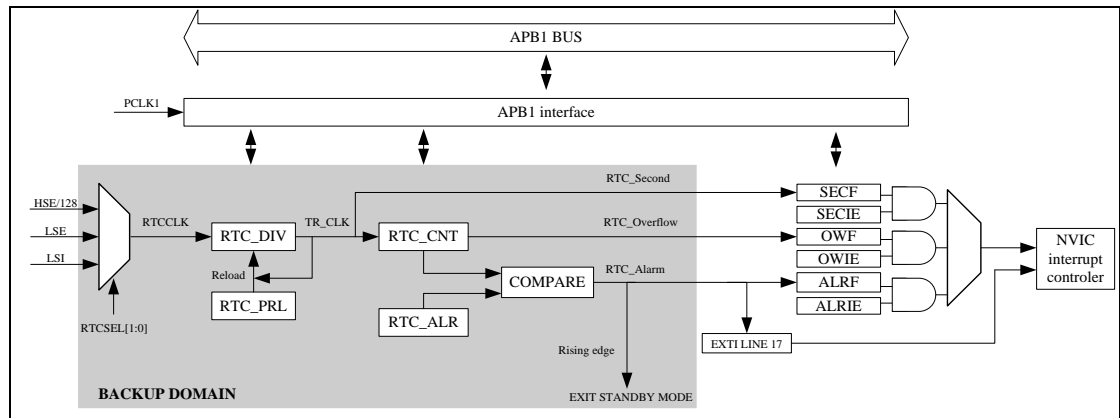 APB1 BUS
PCLK1
APB1 interface
RTC_Second
HSE/128
SECF
RTCCLK
TR_CLK
RTC_Overflow
SECIE
LSE
RTC_DIV
RTC_CNT
OWF
NVIC
interrupt
controler
LSI
Reload
RTC_Alarm
OWIE
COMPARE
ALRF
RTC_PRL
RTC_ALR
ALRIE
RTCSEL[1:0]
Rising edge
EXTI LINE 17
BACKUP DOMAIN
EXIT STANDBY MODE